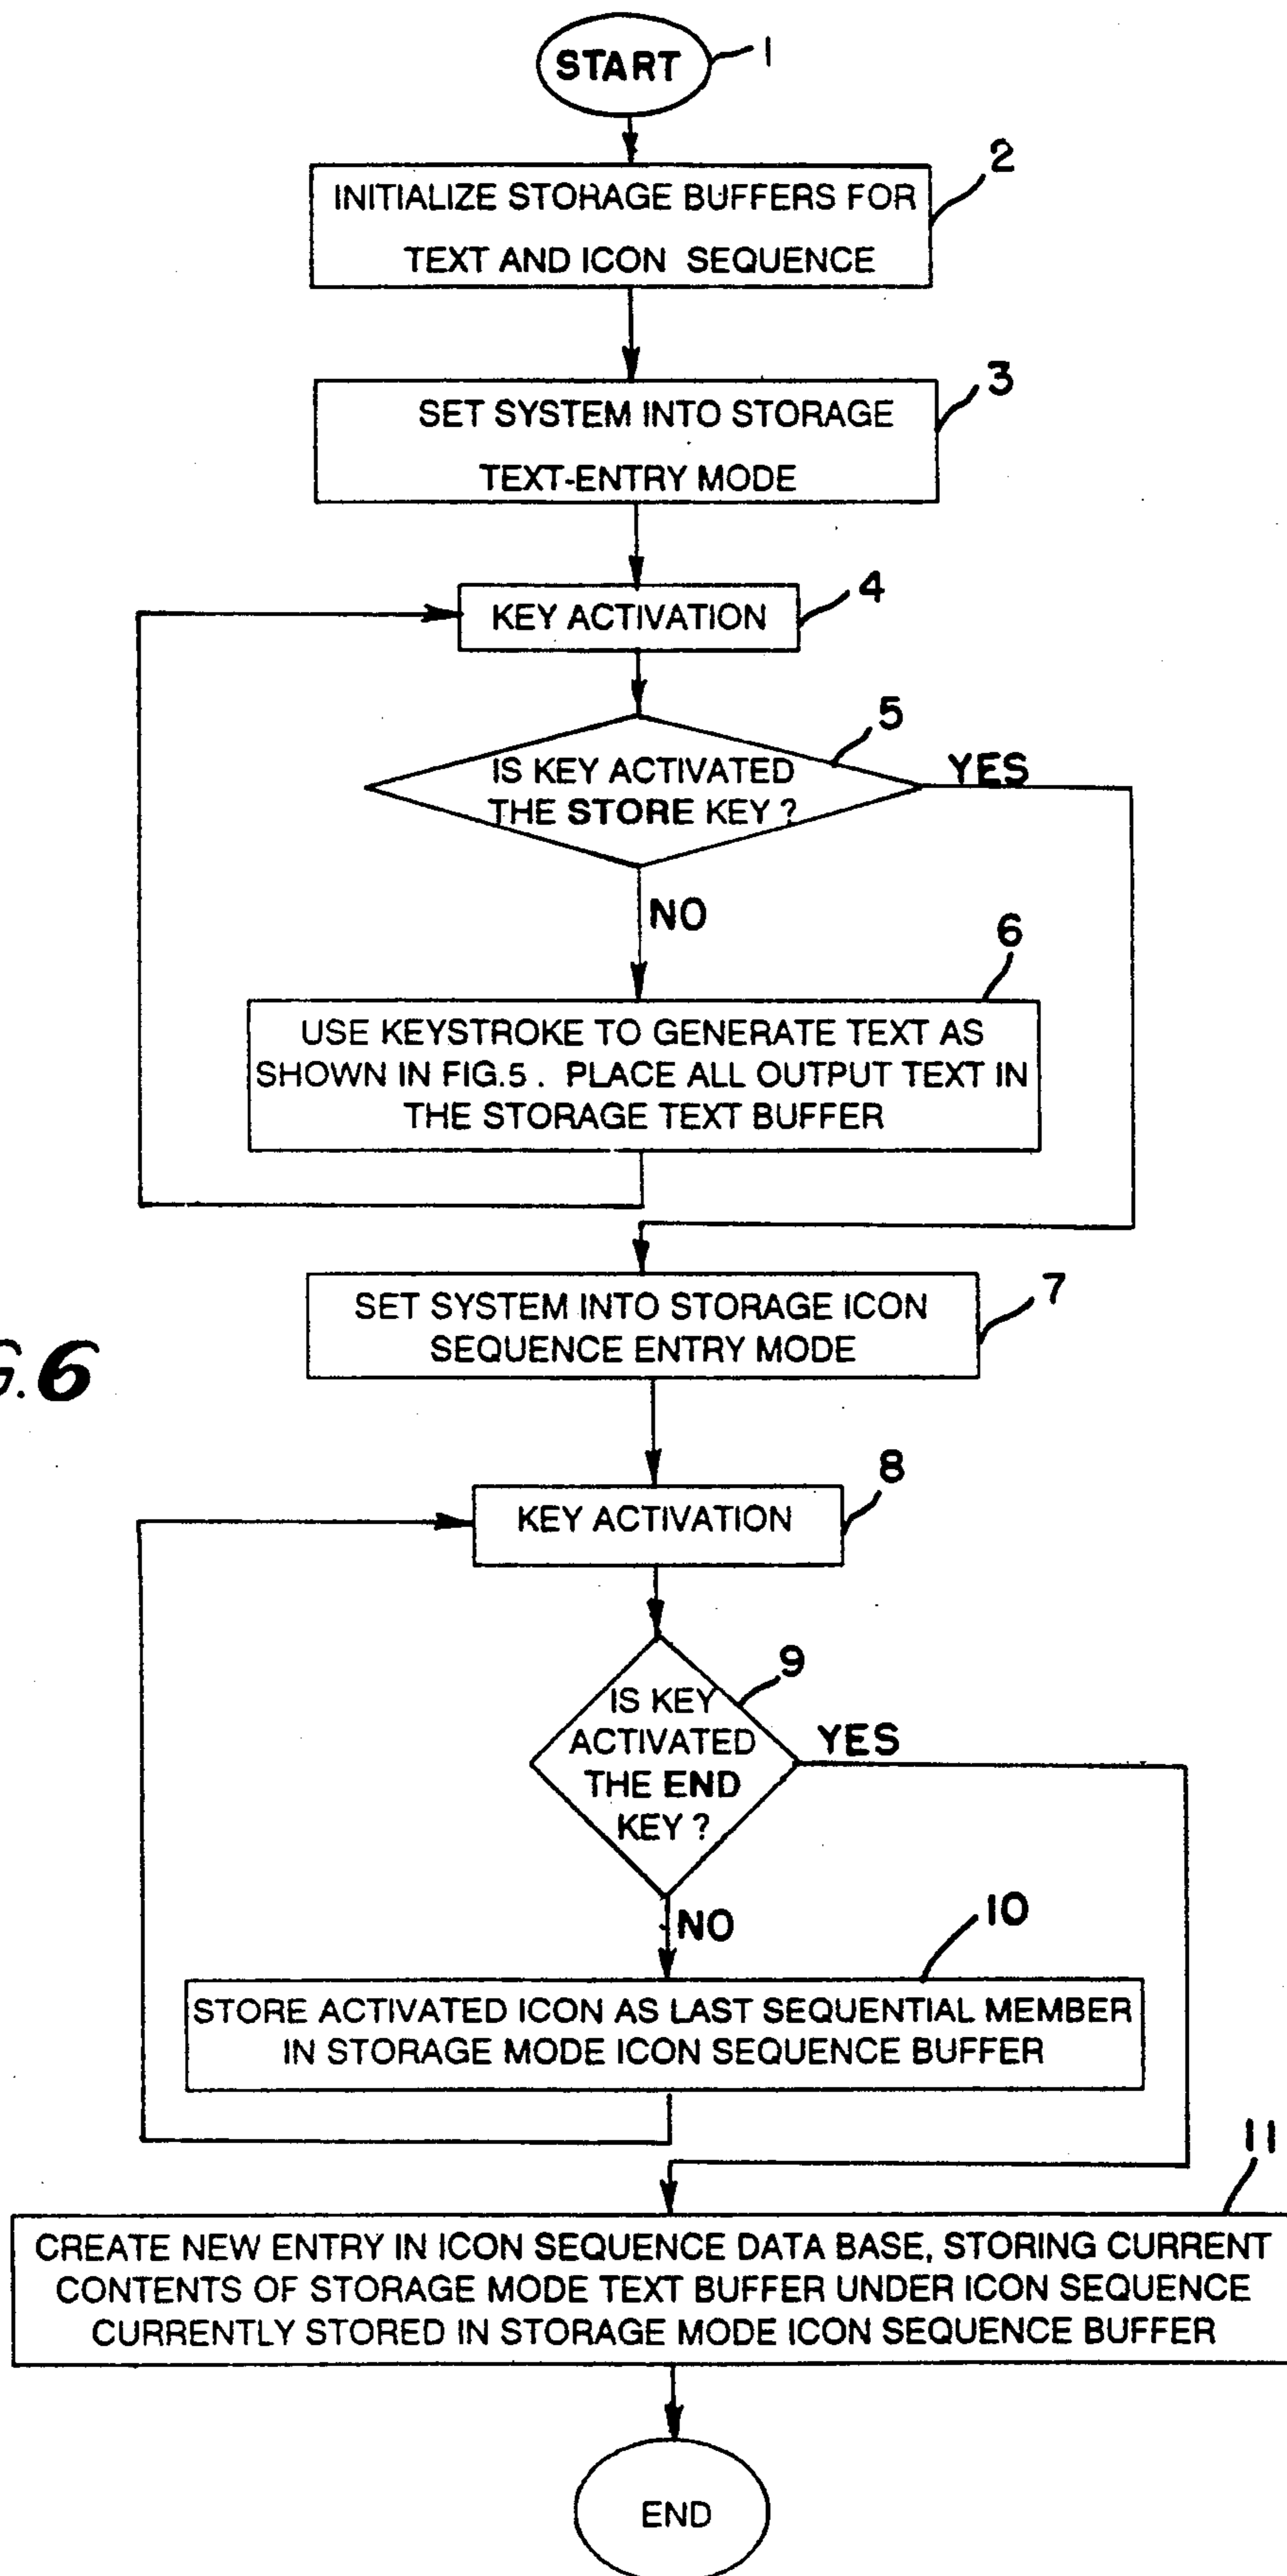 START
1
INITIALIZE STORAGE BUFFERS FOR
TEXT AND ICON SEQUENCE
2
SET SYSTEM INTO STORAGE
TEXT-ENTRY MODE
3
KEY ACTIVATION
4
IS KEY ACTIVATED
THE STORE KEY ?
5
YES
NO
6
USE KEYSTROKE TO GENERATE TEXT AS
SHOWN IN FIG.5 . PLACE ALL OUTPUT TEXT IN
THE STORAGE TEXT BUFFER
SET SYSTEM INTO STORAGE ICON
SEQUENCE ENTRY MODE
7
G.6
KEY ACTIVATION
8
IS KEY
ACTIVATED
THE END
KEY ?
9
YES
NO
10
STORE ACTIVATED ICON AS LAST SEQUENTIAL MEMBER
IN STORAGE MODE ICON SEQUENCE BUFFER
11
CREATE NEW ENTRY IN ICON SEQUENCE DATA BASE, STORING CURRENT
CONTENTS OF STORAGE MODE TEXT BUFFER UNDER ICON SEQUENCE
CURRENTLY STORED IN STORAGE MODE ICON SEQUENCE BUFFER
END